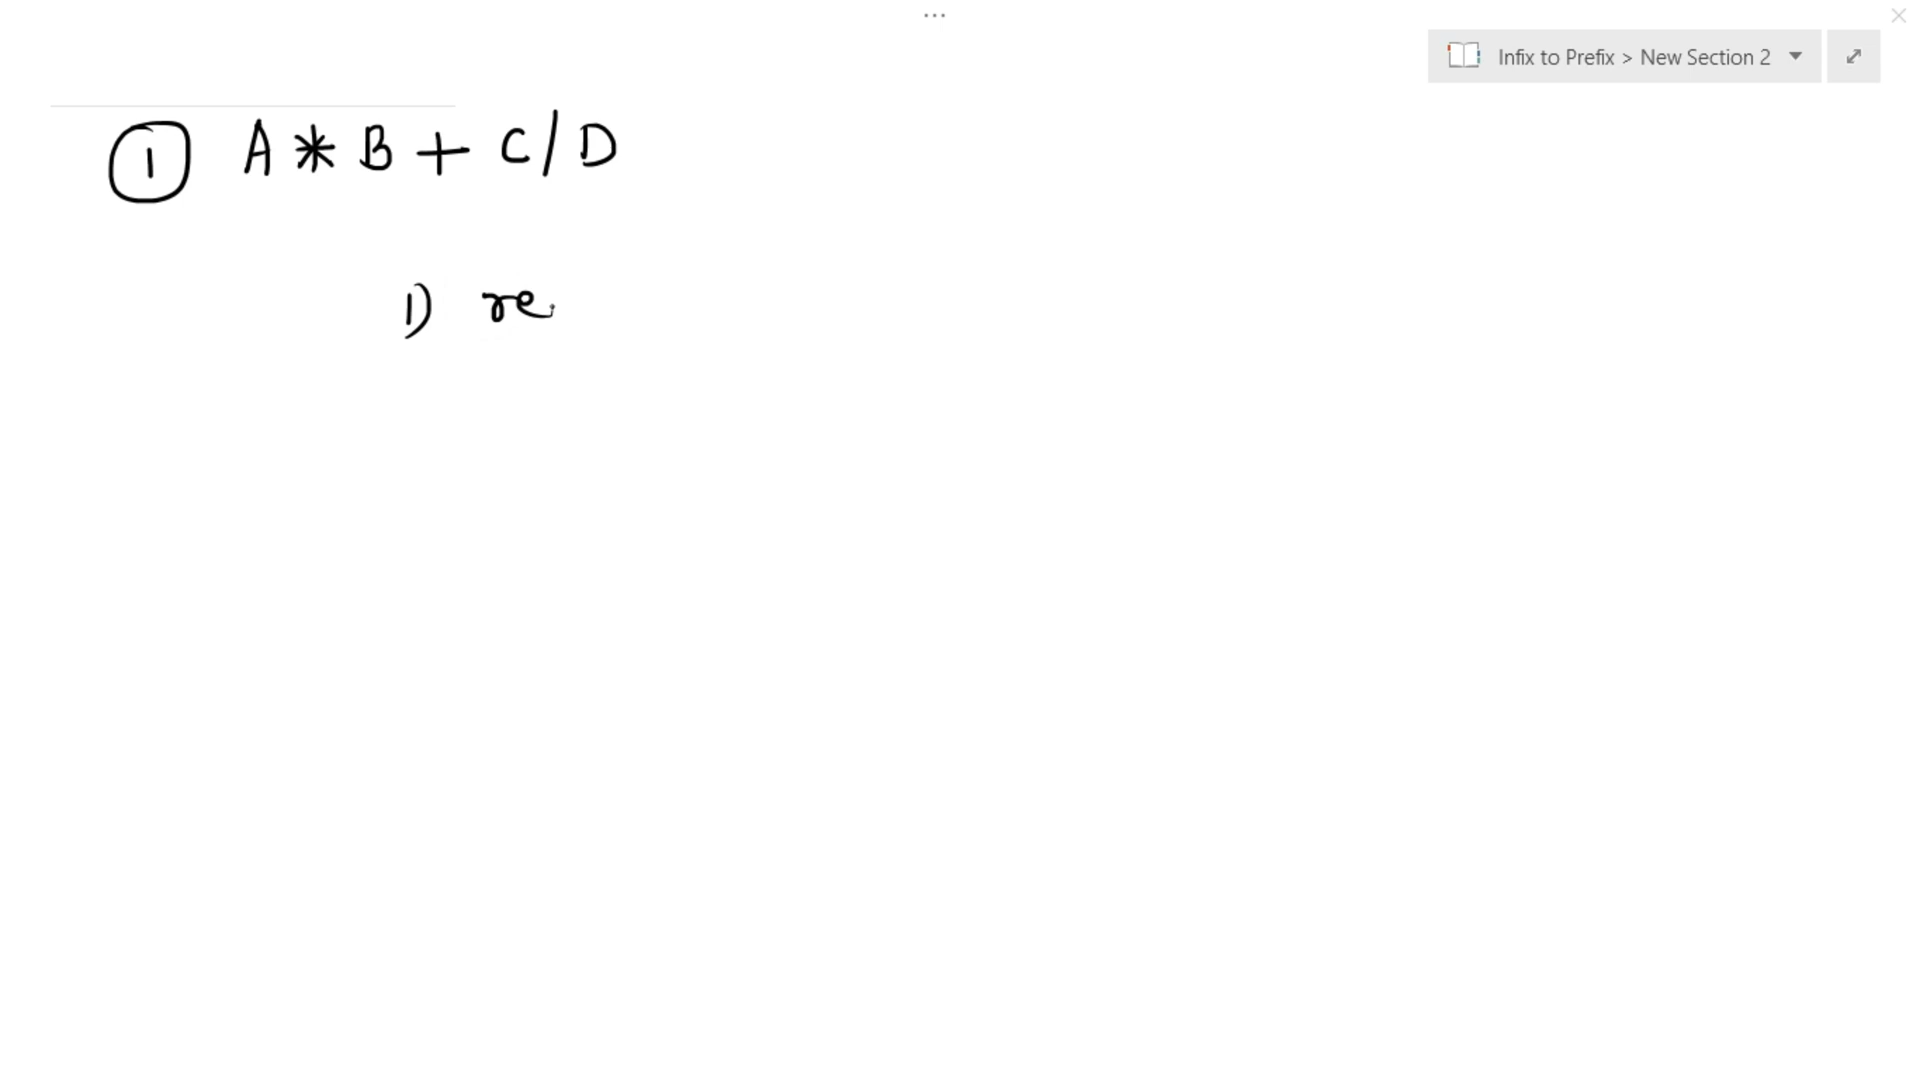 ...
Infix to Prefix > New Section 2
① A * B + C / D
1) re